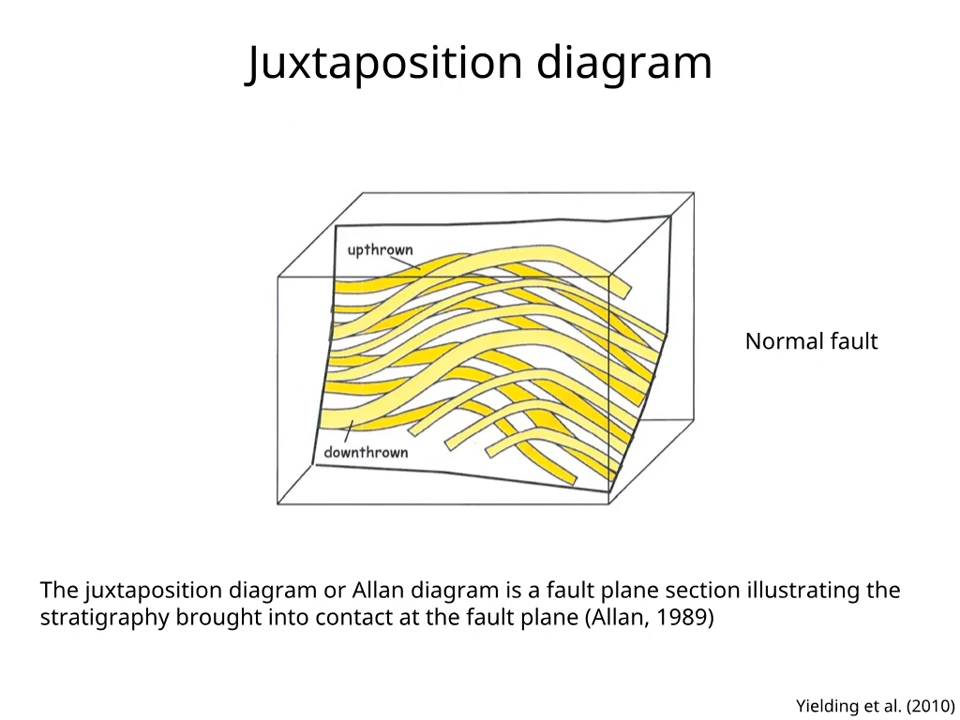 Juxtaposition diagram
upthrown
Normal fault
downthrown
The juxtaposition diagram or Allan diagram is a fault plane section illustrating the
stratigraphy brought into contact at the fault plane (Allan, 1989)
Yielding et al. (2010)